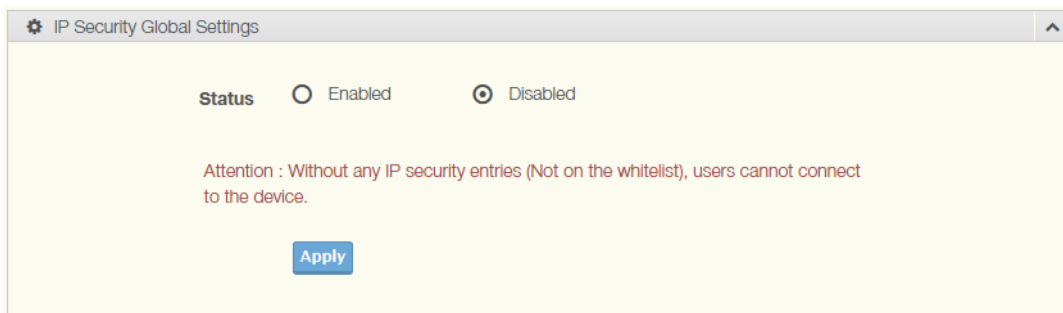 IP Security Global Settings
Status Enabled Disabled
Attention : Without any IP security entries (Not on the whitelist), users cannot connect
to the device.
Apply